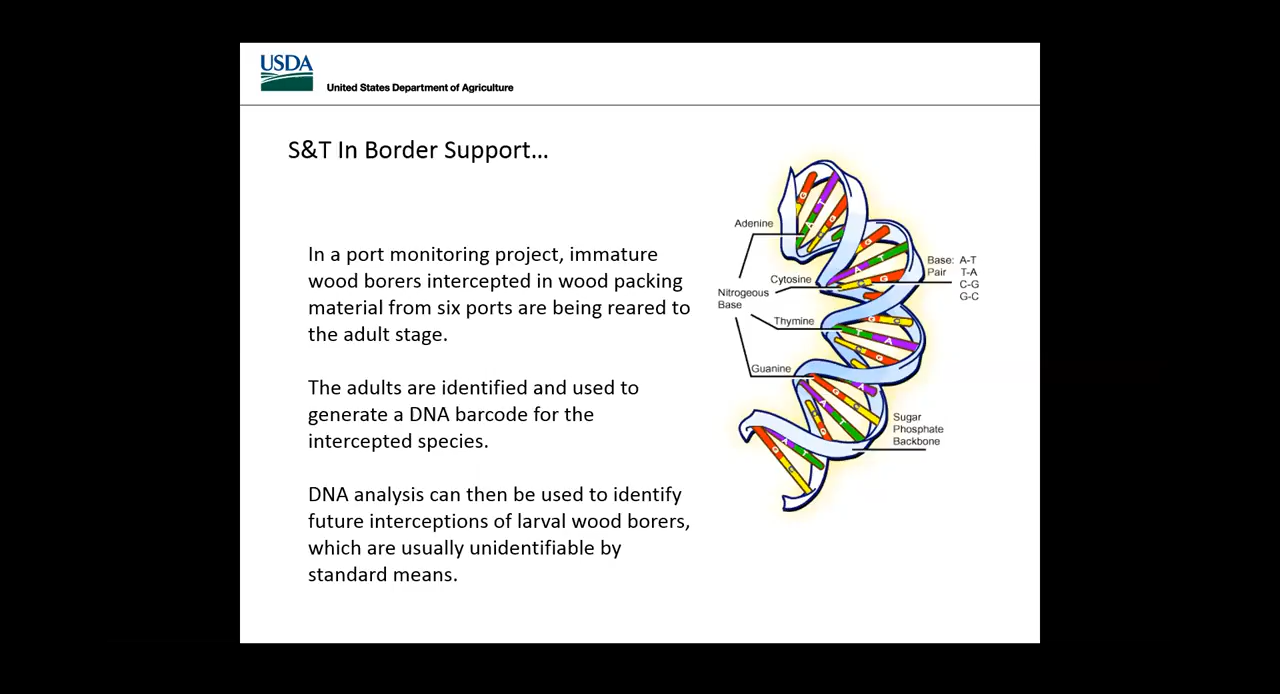 USDA
United States Department of Agriculture
S&T In Border Support...
In a port monitoring project, immature
wood borers intercepted in wood packing
material from six ports are being reared to
the adult stage.
The adults are identified and used to
generate a DNA barcode for the
intercepted species.
DNA analysis can then be used to identify
future interceptions of larval wood borers,
which are usually unidentifiable by
standard means.
Adenine
Cytosine
Nitrogeous
Base
Thymine
Guanine
Base: A-T
Pair T-A
C-G
G-C
Sugar
Phosphate
Backbone